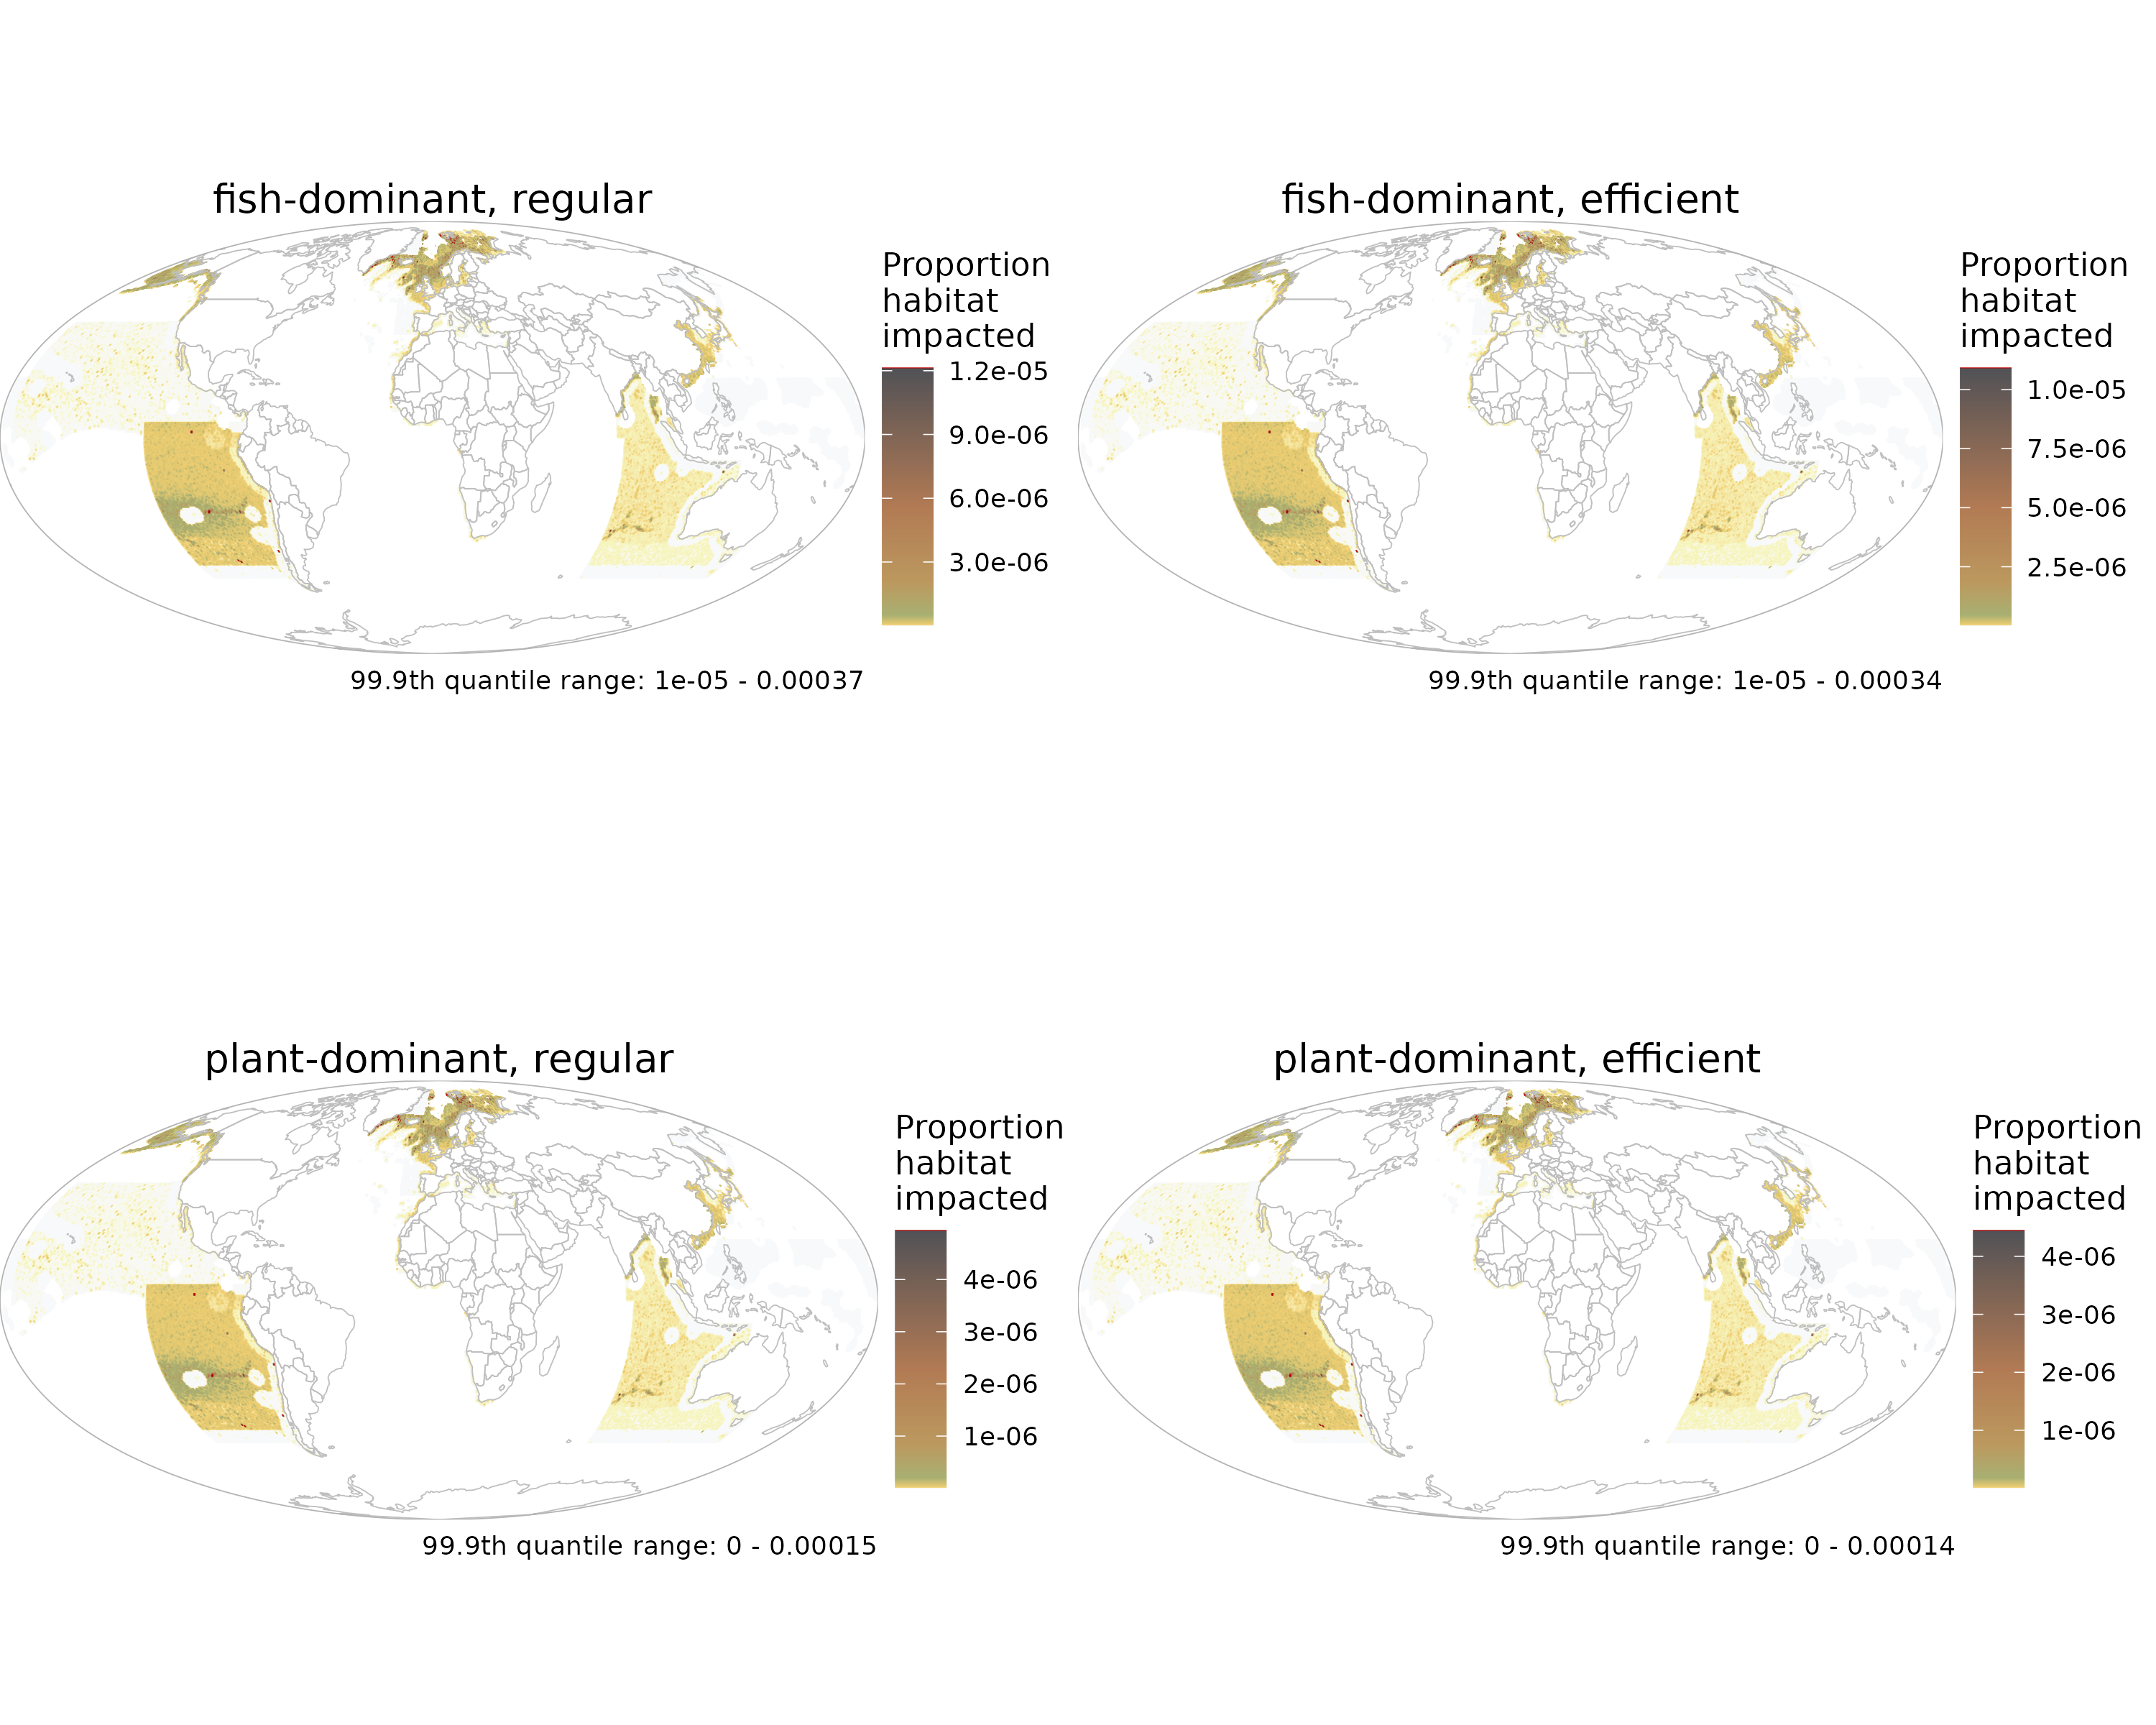 fish-dominant, regular
Proportion
habitat
impacted
1.2e-05
9.0e-06
6.0e-06
3.0e-06
99.9th quantile range: 1e-05 - 0.00037
fish-dominant, efficient
Proportion
habitat
impacted
1.0e-05
7.5e-06
5.0e-06
2.5e-06
99.9th quantile range: 1e-05 - 0.00034
plant-dominant, regular
Proportion
habitat
impacted
4e-06
3e-06
2e-06
1e-06
99.9th quantile range: 0 - 0.00015
plant-dominant, efficient
Proportion
habitat
impacted
4e-06
3e-06
2e-06
1e-06
99.9th quantile range: 0 - 0.00014